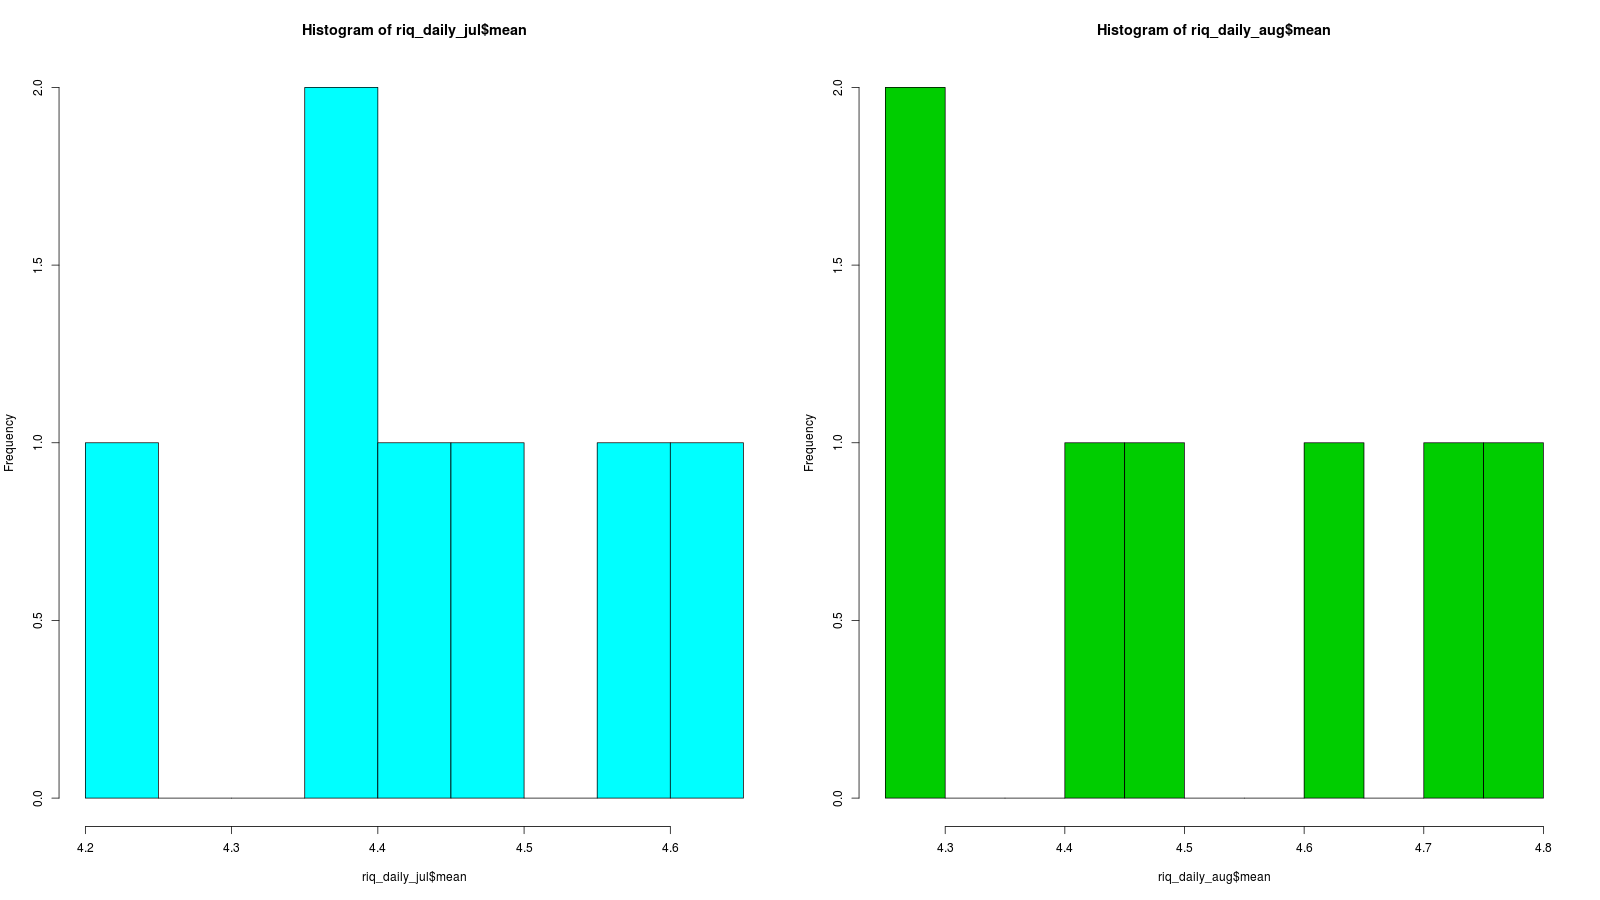 Histogram of riq_daily_jul$mean
Frequency
0.0
0.5
1.0
1.5
2.0
4.2 4.3 4.4 4.5 4.6
riq_daily_jul$mean
Histogram of riq_daily_aug$mean
Frequency
0.0
0.5
1.0
1.5
2.0
4.3 4.4 4.5 4.6 4.7 4.8
riq_daily_aug$mean